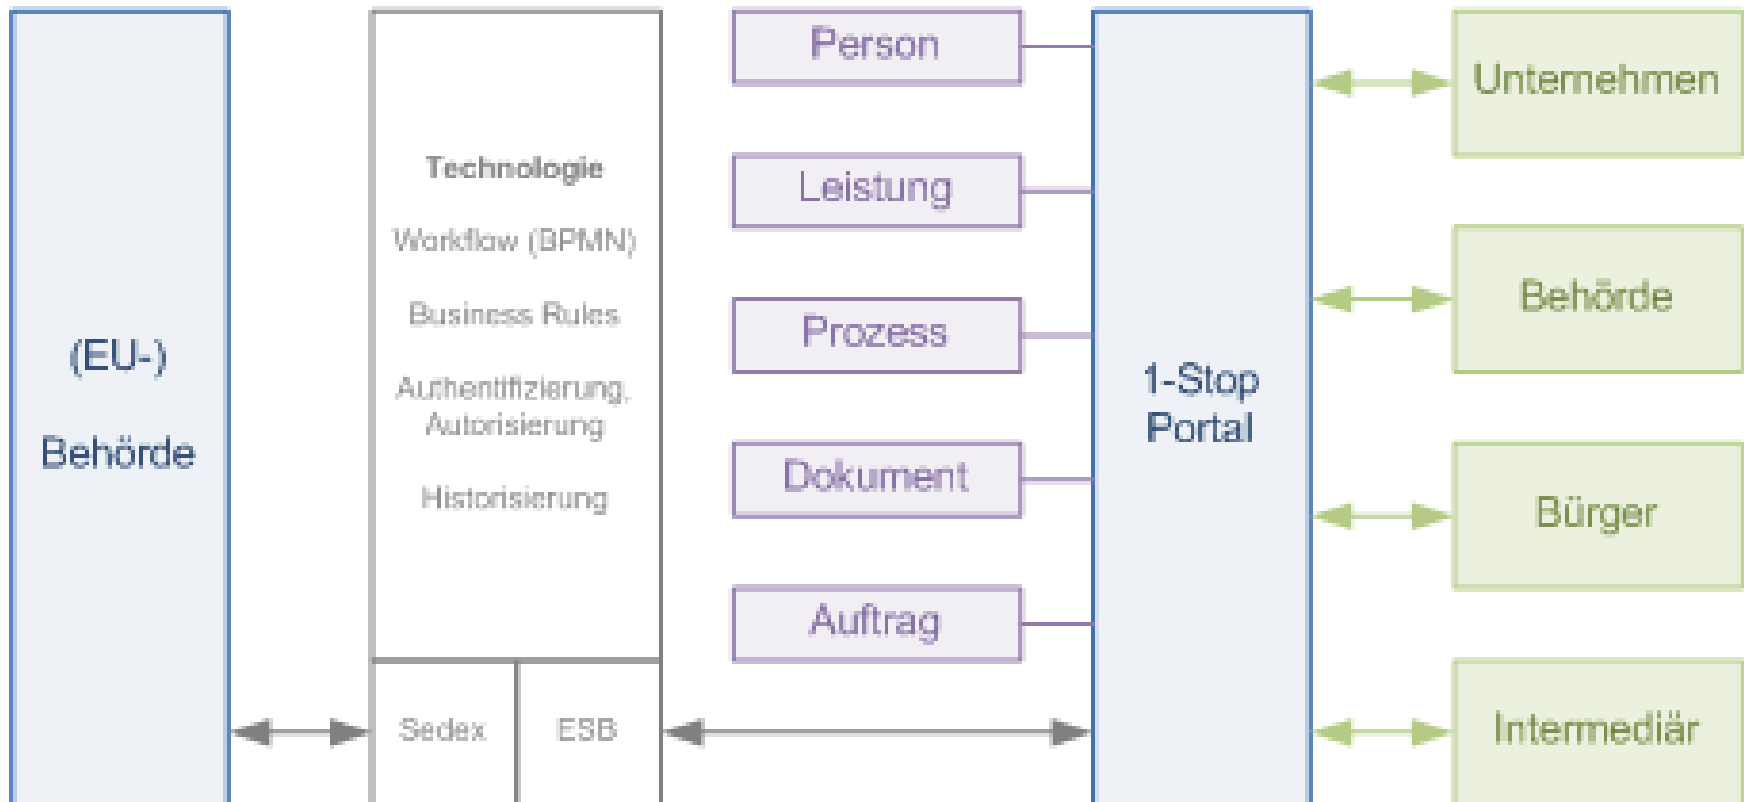 (EU-)
Behörde
Technologie
Workflow (BPMN)
Business Rules
Authentifizierung,
Autorisierung
Historisierung
Sedex
ESB
Person
Leistung
Prozess
Dokument
Auftrag
1-Stop
Portal
Unternehmen
Behörde
Bürger
Intermediär